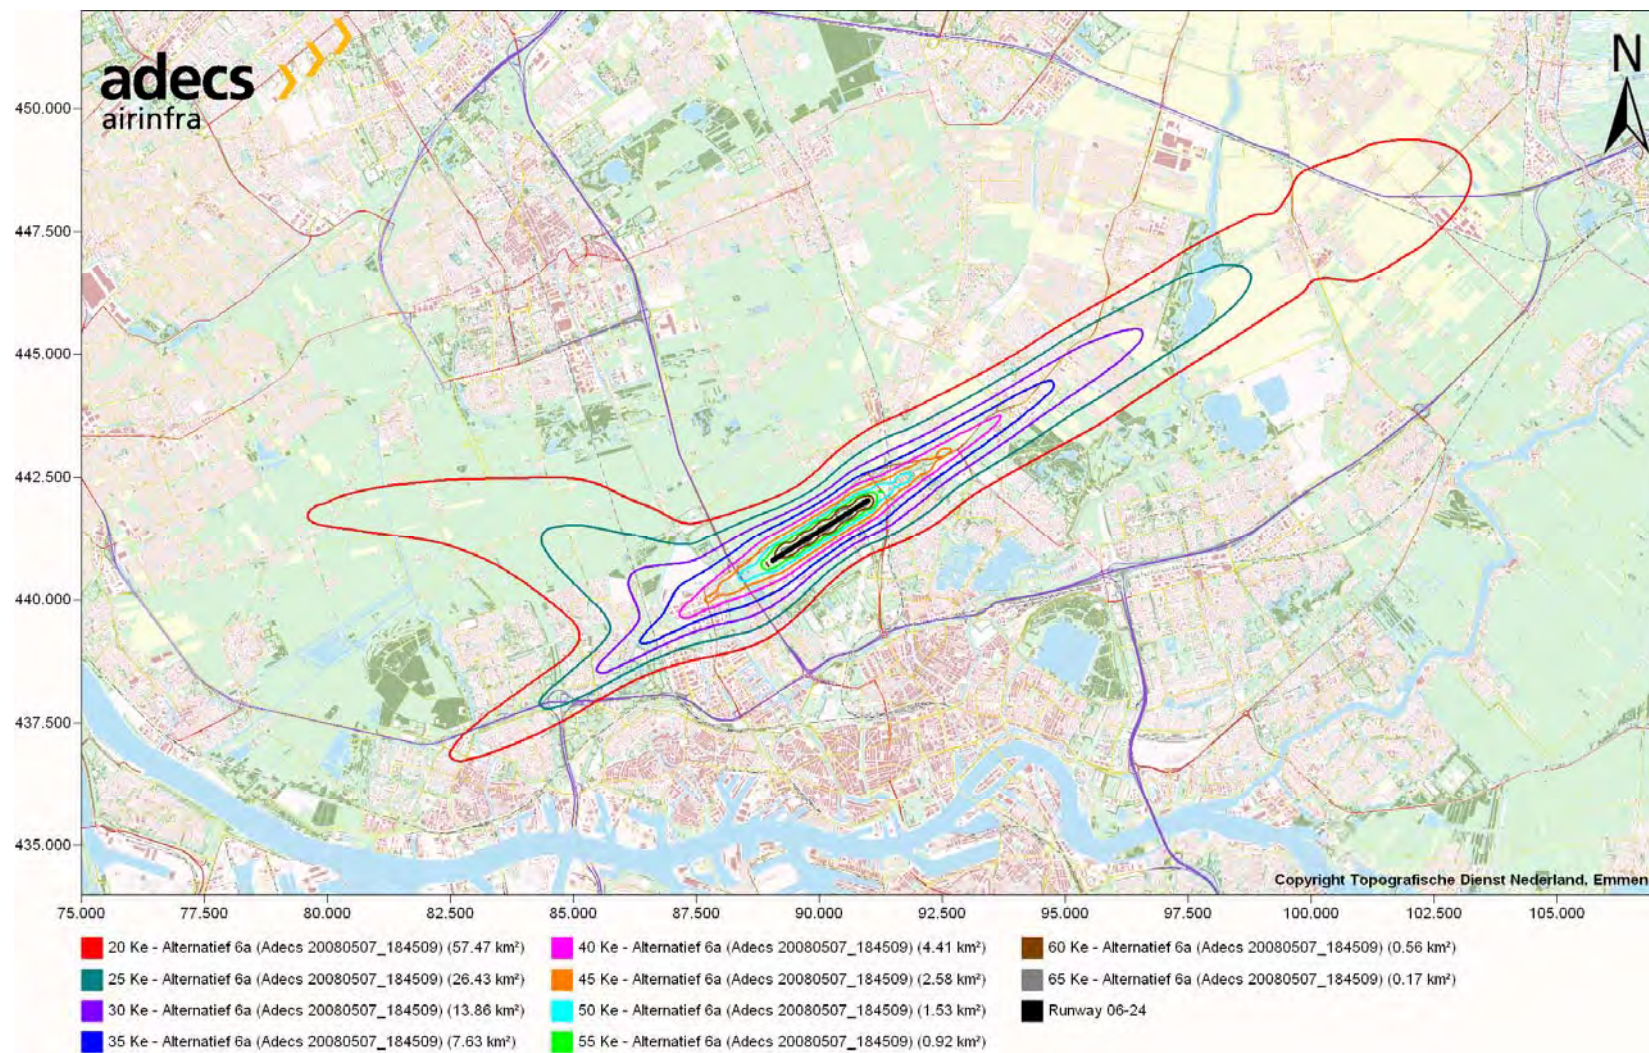 adecs
airinfra
N
450.000
447.500
445.000
442.500
440.000
437.500
435.000
Copyright Topografische Dienst Nederland, Emmen
75.000 77.500 80.000 82.500 85.000 87.500 90.000 92.500 95.000 97.500 100.000 102.500 105.000
20 Ke - Alternatief 6a (Adecs 20080507_184509) (57.47 km²)
25 Ke - Alternatief 6a (Adecs 20080507_184509) (26.43 km²)
30 Ke - Alternatief 6a (Adecs 20080507_184509) (13.86 km²)
35 Ke - Alternatief 6a (Adecs 20080507_184509) (7.63 km²)
40 Ke - Alternatief 6a (Adecs 20080507_184509) (4.41 km²)
45 Ke - Alternatief 6a (Adecs 20080507_184509) (2.58 km²)
50 Ke - Alternatief 6a (Adecs 20080507_184509) (1.53 km²)
55 Ke - Alternatief 6a (Adecs 20080507_184509) (0.92 km²)
60 Ke - Alternatief 6a (Adecs 20080507_184509) (0.56 km²)
65 Ke - Alternatief 6a (Adecs 20080507_184509) (0.17 km²)
Runway 06-24